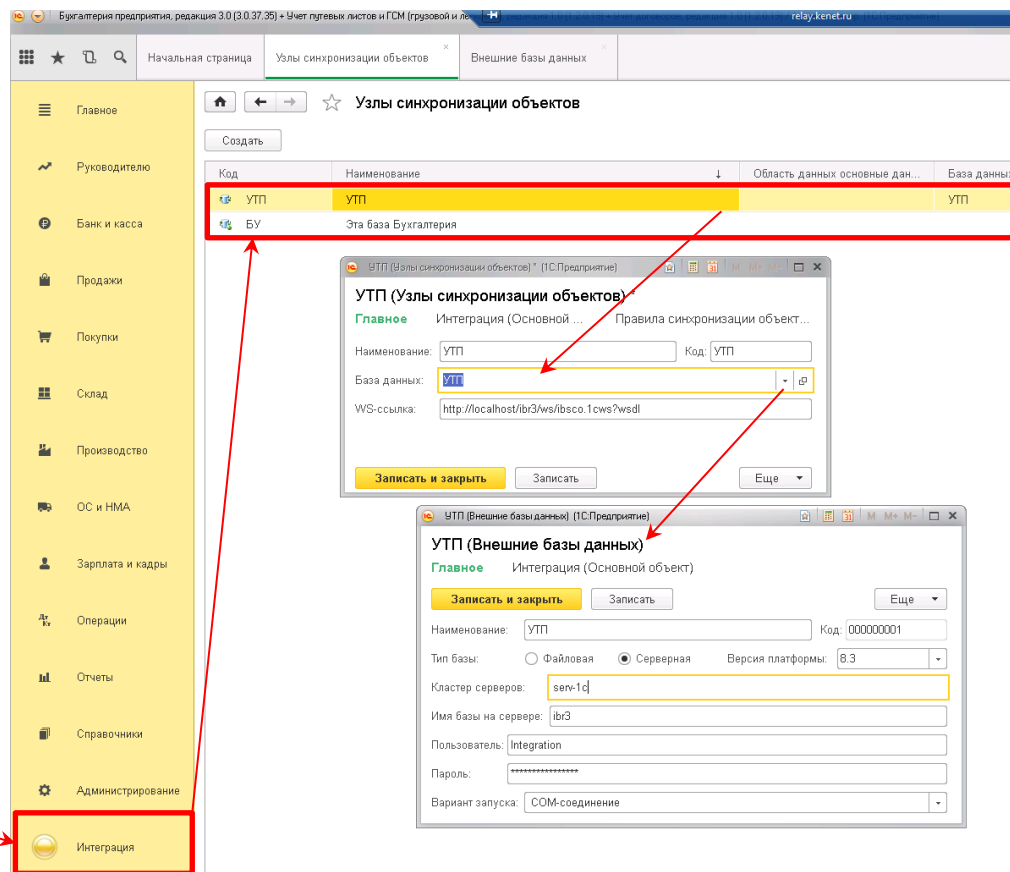 Бухгалтерия предприятия, редакция 3.0 (3.0.37.35) + Учет путевых листов и ГСМ (грузовой и ле
relay.kenet.ru
Начальная страница
Узлы синхронизации объектов
Внешние базы данных
Главное
Руководителю
Банк и касса
Продажи
Покупки
Склад
Производство
ОС и НМА
Зарплата и кадры
Операции
Отчеты
Справочники
Администрирование
Интеграция
Узлы синхронизации объектов
Создать
Код Наименование ↓ Область данных основные дан... База данных
УТП УТП УТП
БУ Эта база Бухгалтерия
УТП (Узлы синхронизации объектов) * (1С:Предприятие) M M+ M-
УТП (Узлы синхронизации объектов) *
Главное Интеграция (Основной ... Правила синхронизации объект...
Наименование: УТП Код: УТП
База данных: УТП
WS-ссылка: http://localhost/ibr3/ws/ibsco.1cws?wsdl
Записать и закрыть Записать Еще
УТП (Внешние базы данных) (1С:Предприятие) M M+ M-
УТП (Внешние базы данных)
Главное Интеграция (Основной объект)
Записать и закрыть Записать Еще
Наименование: УТП Код: 000000001
Тип базы: Файловая Серверная Версия платформы: 8.3
Кластер серверов: serv-1c
Имя базы на сервере: ibr3
Пользователь: Integration
Пароль: ***************
Вариант запуска: COM-соединение